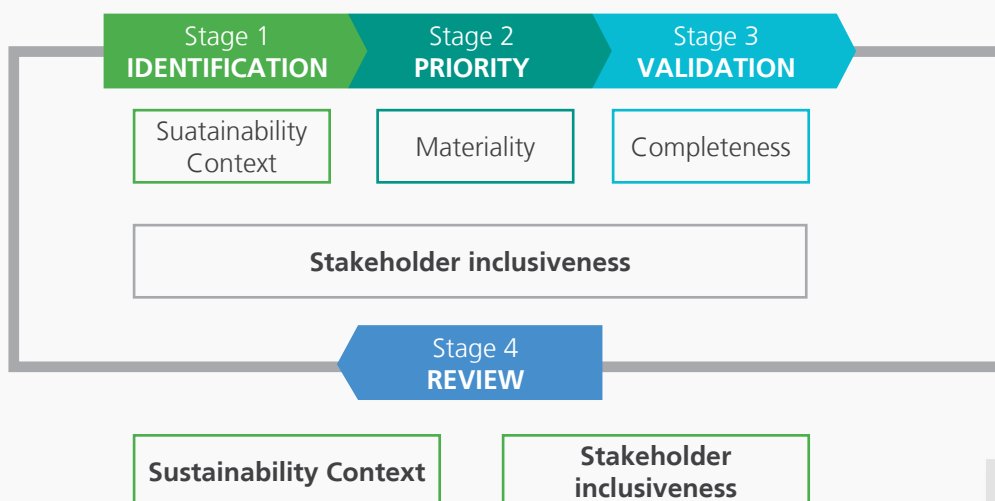 Stage 1
IDENTIFICATION
Stage 2
PRIORITY
Stage 3
VALIDATION
Suatainability
Context
Materiality
Completeness
Stakeholder inclusiveness
Stage 4
REVIEW
Sustainability Context
Stakeholder
inclusiveness